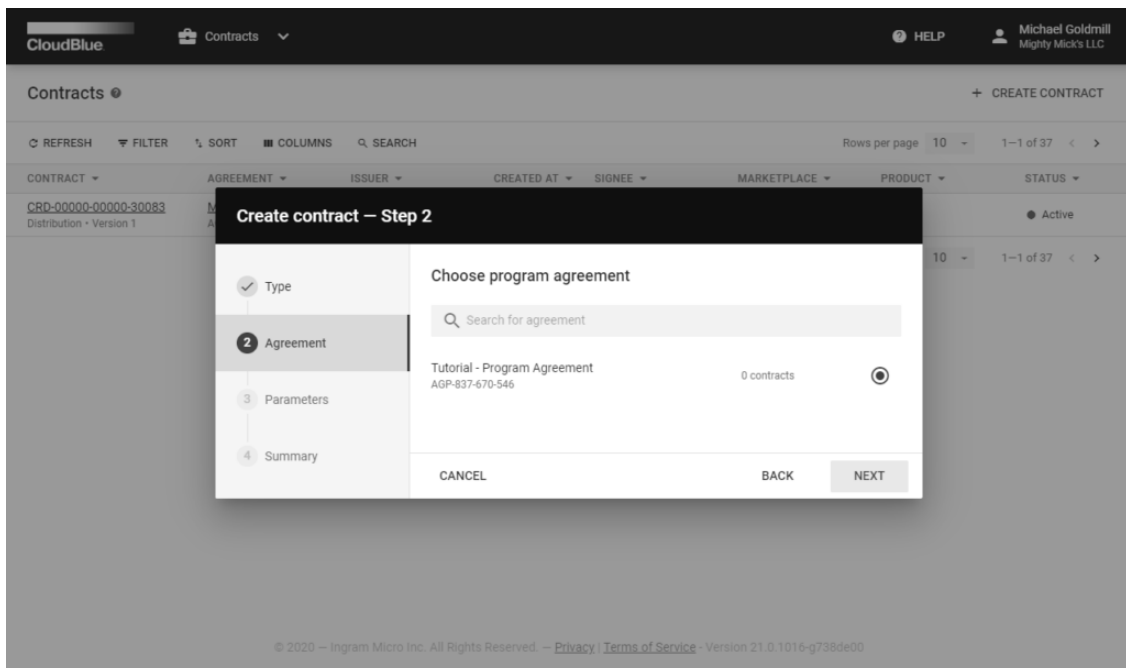 CloudBlue
Contracts
HELP
Michael Goldmill
Mighty Mick's LLC
Contracts
+ CREATE CONTRACT
REFRESH FILTER SORT COLUMNS SEARCH Rows per page 10 1–1 of 37
CONTRACT AGREEMENT ISSUER CREATED AT SIGNEE MARKETPLACE PRODUCT STATUS
CRD-00000-00000-30083
Distribution • Version 1
Active
Create contract — Step 2
10 1–1 of 37
Type
2 Agreement
3 Parameters
4 Summary
Choose program agreement
Search for agreement
Tutorial - Program Agreement
AGP-837-670-546
0 contracts
CANCEL BACK NEXT
© 2020 — Ingram Micro Inc. All Rights Reserved. — Privacy | Terms of Service - Version 21.0.1016-g738de00